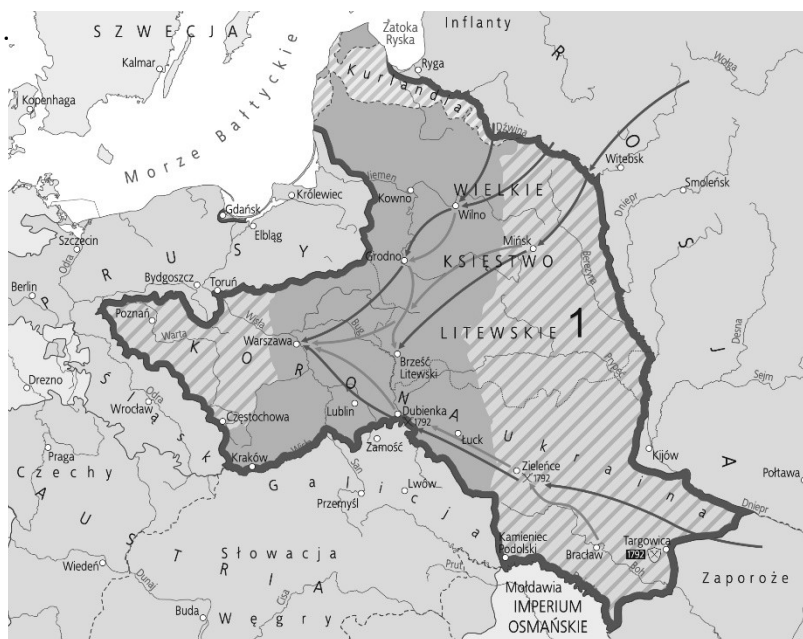 SZWECJA
Kalmar
Kopenhaga
Morze Bałtyckie
Zatoka
Ryska
Inflanty
Ryga
Kurlandia
Dźwina
Wołga
ROSJA
Witebsk
Smoleńsk
Dniepr
Niemen
Kowno
WIELKIE
Wilno
Królewiec
Gdańsk
Elbląg
Szczecin
Odra
PRUSY
Grodno
Mińsk
KSIĘSTWO
Berezyna
Berlin
Bydgoszcz
Toruń
Poznań
Warta
Wisła
Warszawa
Bug
LITEWSKIE
1
Brześć
Litewski
Prypeć
Desna
Sejm
KORONA
Drezno
Śląsk
Odra
Wrocław
Częstochowa
Lublin
Dubienka
1792
Zamość
Łuck
Ukraina
Zieleńce
1792
Kijów
Połtawa
Dniepr
Praga
Czechy
Kraków
Wisła
San
Galicja
Przemyśl
Lwów
AUSTRIA
Słowacja
Kamieniec
Podolski
Bracław
Targowica
1792
Boh
Zaporoże
Wiedeń
Dunaj
Cisa
Prut
Buda
Węgry
Mołdawia
IMPERIUM
OSMAŃSKIE